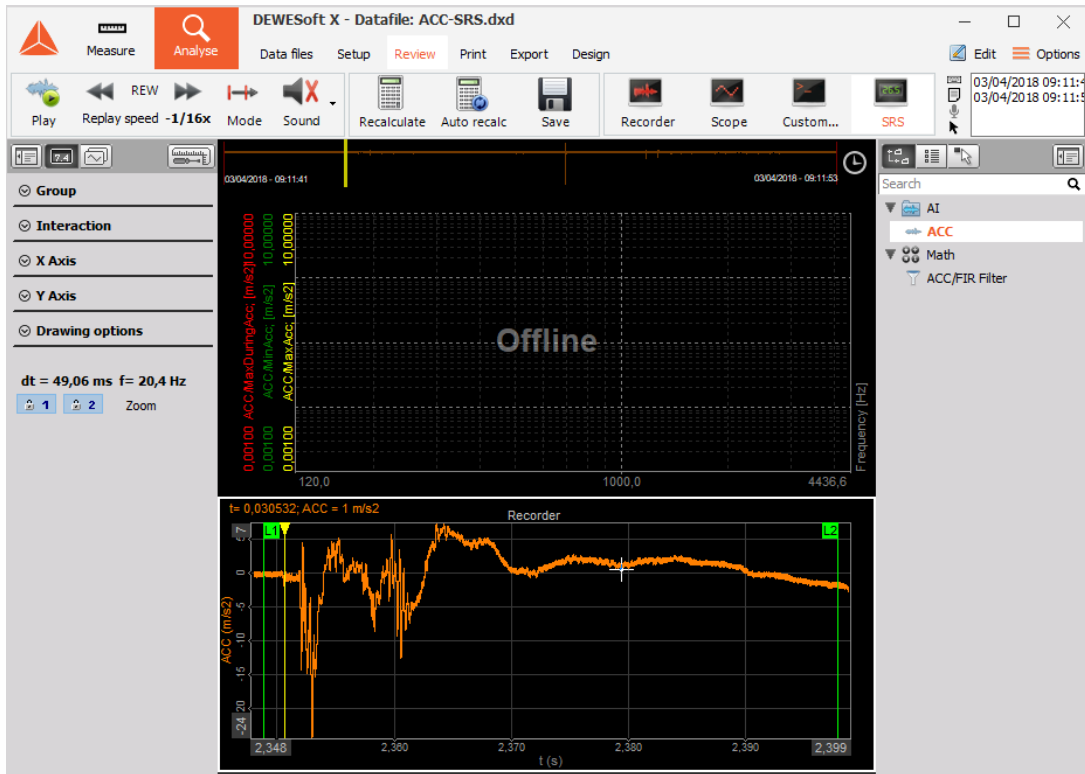 DEWESoft X - Datafile: ACC-SRS.dxd
Measure
Analyse
Data files Setup Review Print Export Design
Edit Options
REW
Play Replay speed -1/16x Mode Sound
Recalculate Auto recalc Save
Recorder Scope Custom... SRS
265
03/04/2018 09:11:4
03/04/2018 09:11:5
7.4
Group
Interaction
X Axis
Y Axis
Drawing options
dt = 49,06 ms f= 20,4 Hz
1 2 Zoom
03/04/2018 - 09:11:41
03/04/2018 - 09:11:53
0,00100 ACC/MaxDuringAcc; [m/s2] 10,00000
0,00100 ACC/MinAcc; [m/s2] 10,00000
0,00100 ACC/MaxAcc; [m/s2] 10,00000
Offline
Frequency [Hz]
120,0 1000,0 4436,6
t= 0,030532; ACC = 1 m/s2
Recorder
L1 L2
ACC (m/s2)
7
5
0
-5
-10
-15
-20
-24
2,348 2,360 2,370 2,380 2,390 2,399
t (s)
Search
AI
ACC
Math
ACC/FIR Filter